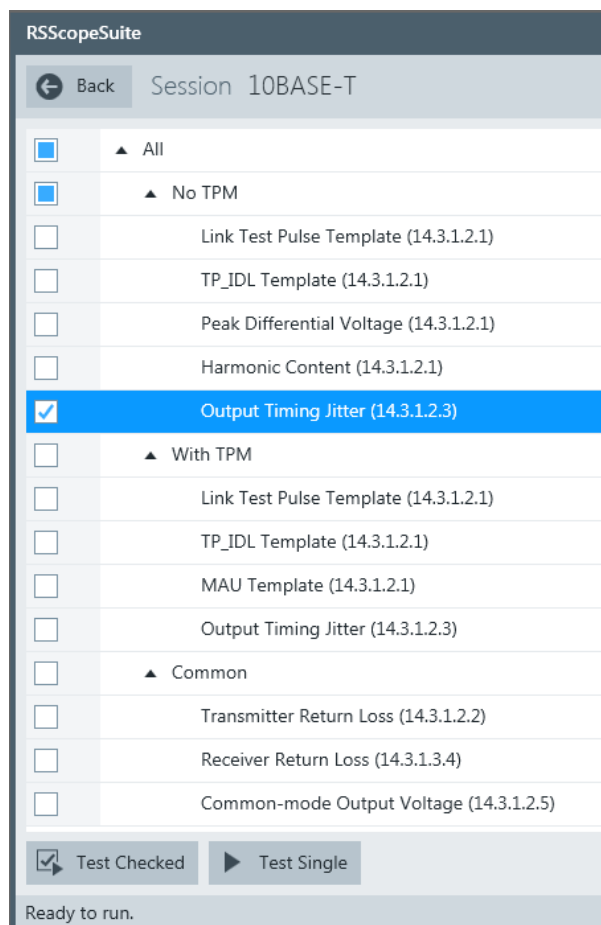 RSScopeSuite
Back Session 10BASE-T
All
No TPM
Link Test Pulse Template (14.3.1.2.1)
TP_IDL Template (14.3.1.2.1)
Peak Differential Voltage (14.3.1.2.1)
Harmonic Content (14.3.1.2.1)
Output Timing Jitter (14.3.1.2.3)
With TPM
Link Test Pulse Template (14.3.1.2.1)
TP_IDL Template (14.3.1.2.1)
MAU Template (14.3.1.2.1)
Output Timing Jitter (14.3.1.2.3)
Common
Transmitter Return Loss (14.3.1.2.2)
Receiver Return Loss (14.3.1.3.4)
Common-mode Output Voltage (14.3.1.2.5)
Test Checked Test Single
Ready to run.